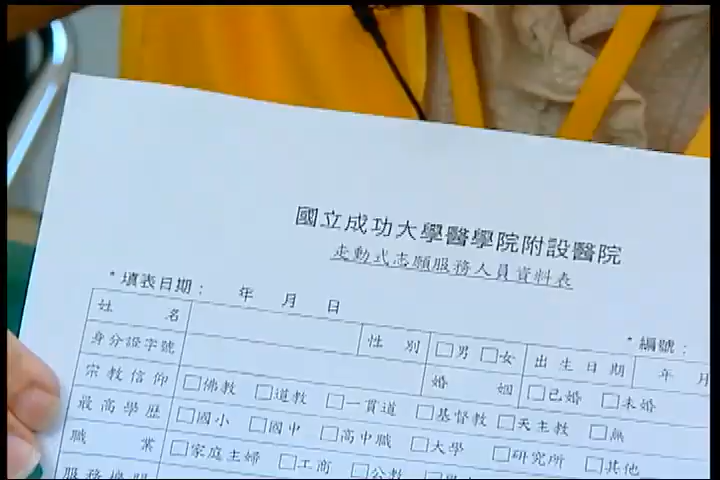 國立成功大學醫學院附設醫院
走動式志願服務人員資料表
*填表日期： 年 月 日
*編號：
姓 名 性 別 □男 □女 出生日期 年 月
身分證字號 婚 姻 □已婚 □未婚
宗教信仰 □佛教 □道教 □一貫道 □基督教 □天主教 □無
最高學歷 □國小 □國中 □高中職 □大學 □研究所 □其他
職 業 □家庭主婦 □工商 □公教
服務機關